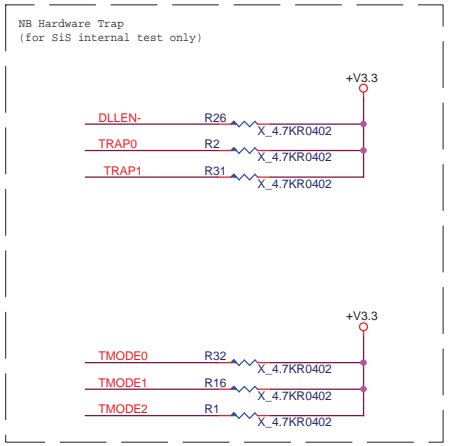 NB Hardware Trap
(for SiS internal test only)
+V3.3
DLLEN- R26
X_4.7KR0402
TRAP0 R2
X_4.7KR0402
TRAP1 R31
X_4.7KR0402
+V3.3
TMODE0 R32
X_4.7KR0402
TMODE1 R16
X_4.7KR0402
TMODE2 R1
X_4.7KR0402